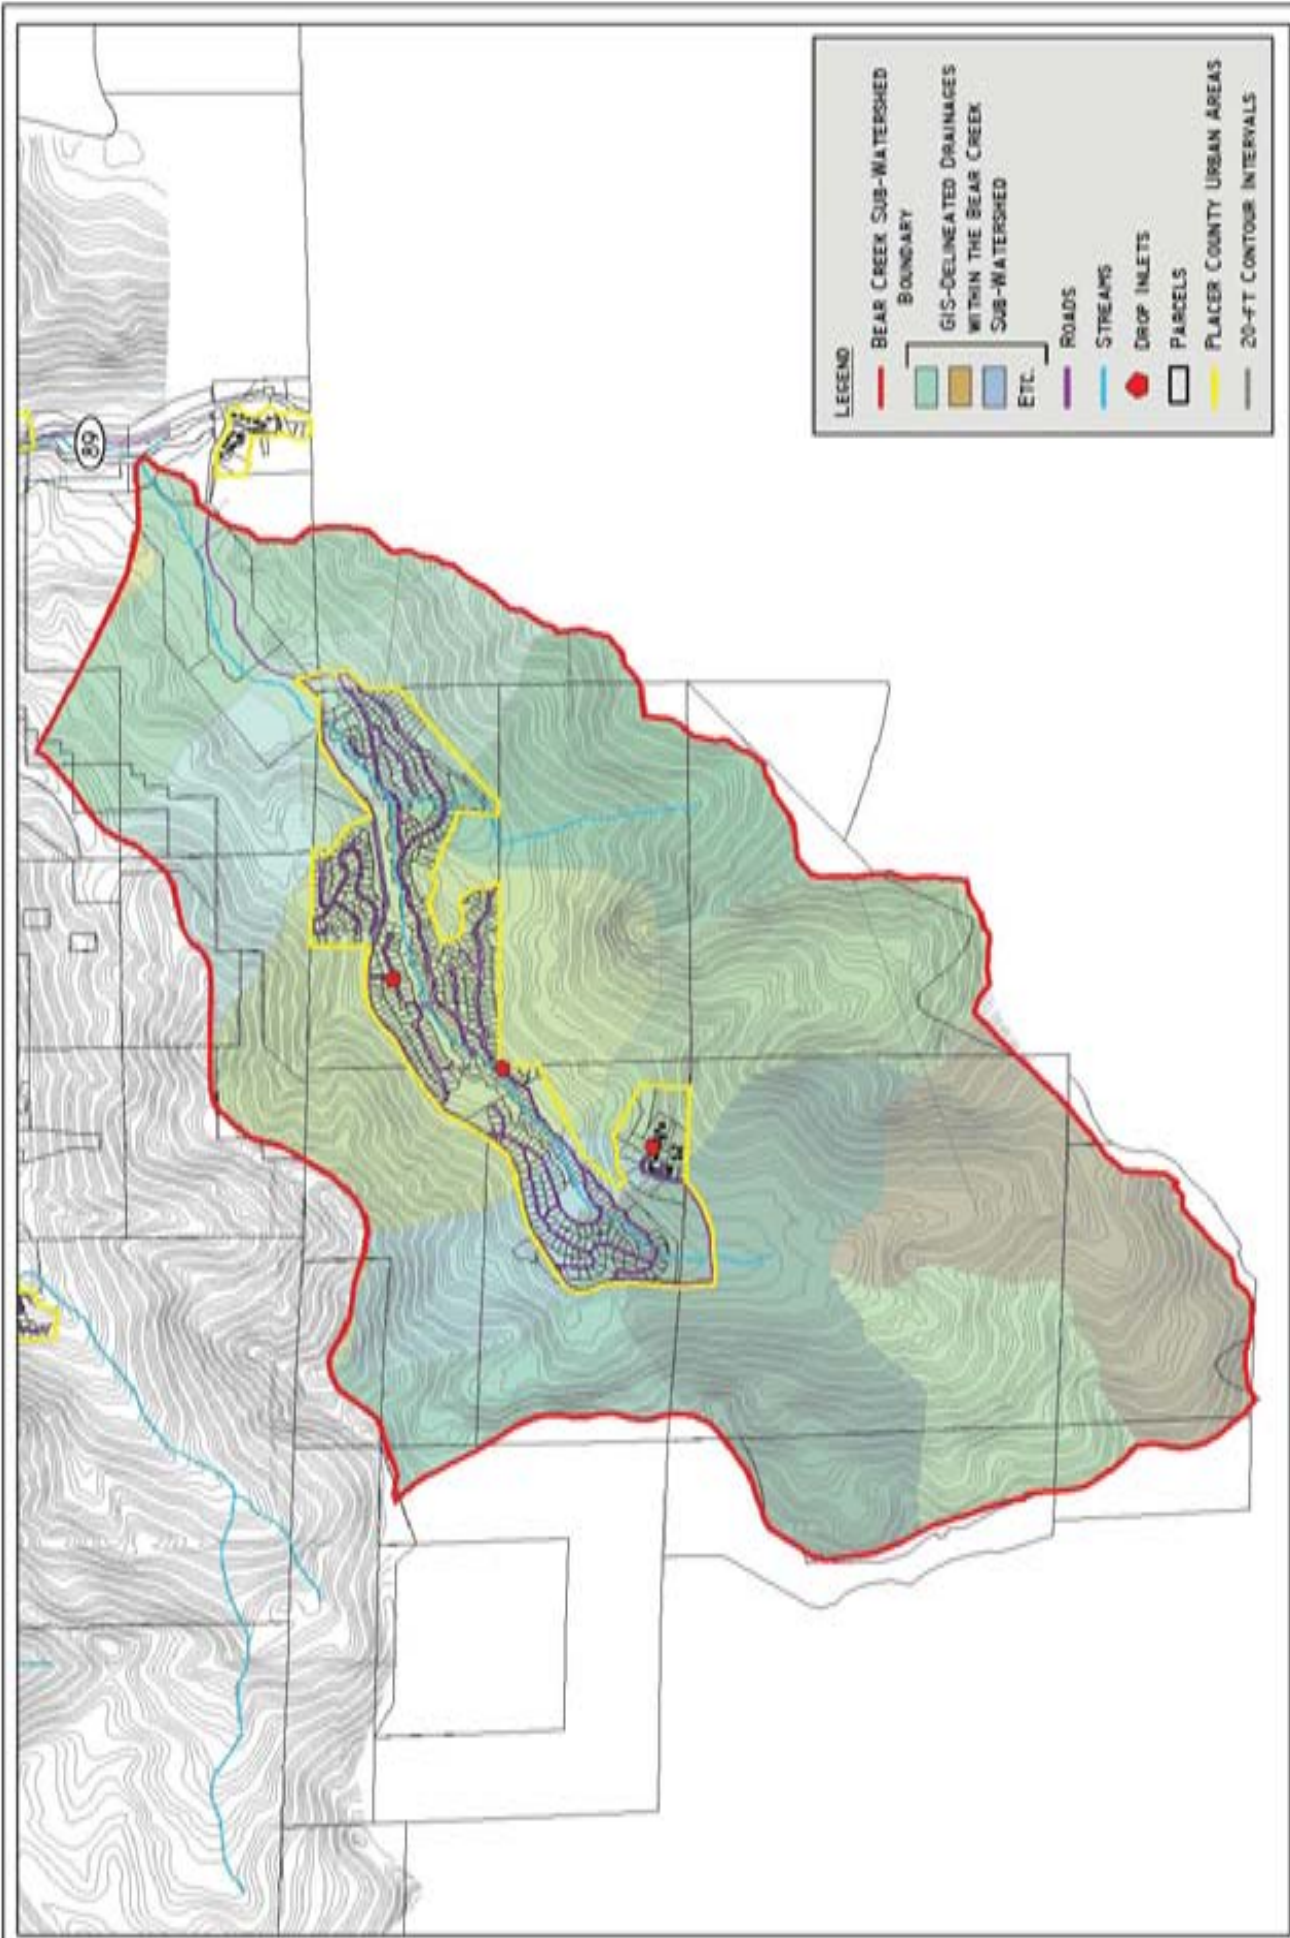 89
LEGEND
BEAR CREEK SUB-WATERSHED
BOUNDARY
GIS-DELINEATED DRAINAGES
WITHIN THE BEAR CREEK
SUB-WATERSHED
ETC.
ROADS
STREAMS
DROP INLETS
PARCELS
PLACER COUNTY URBAN AREAS
20-FT CONTOUR INTERVALS